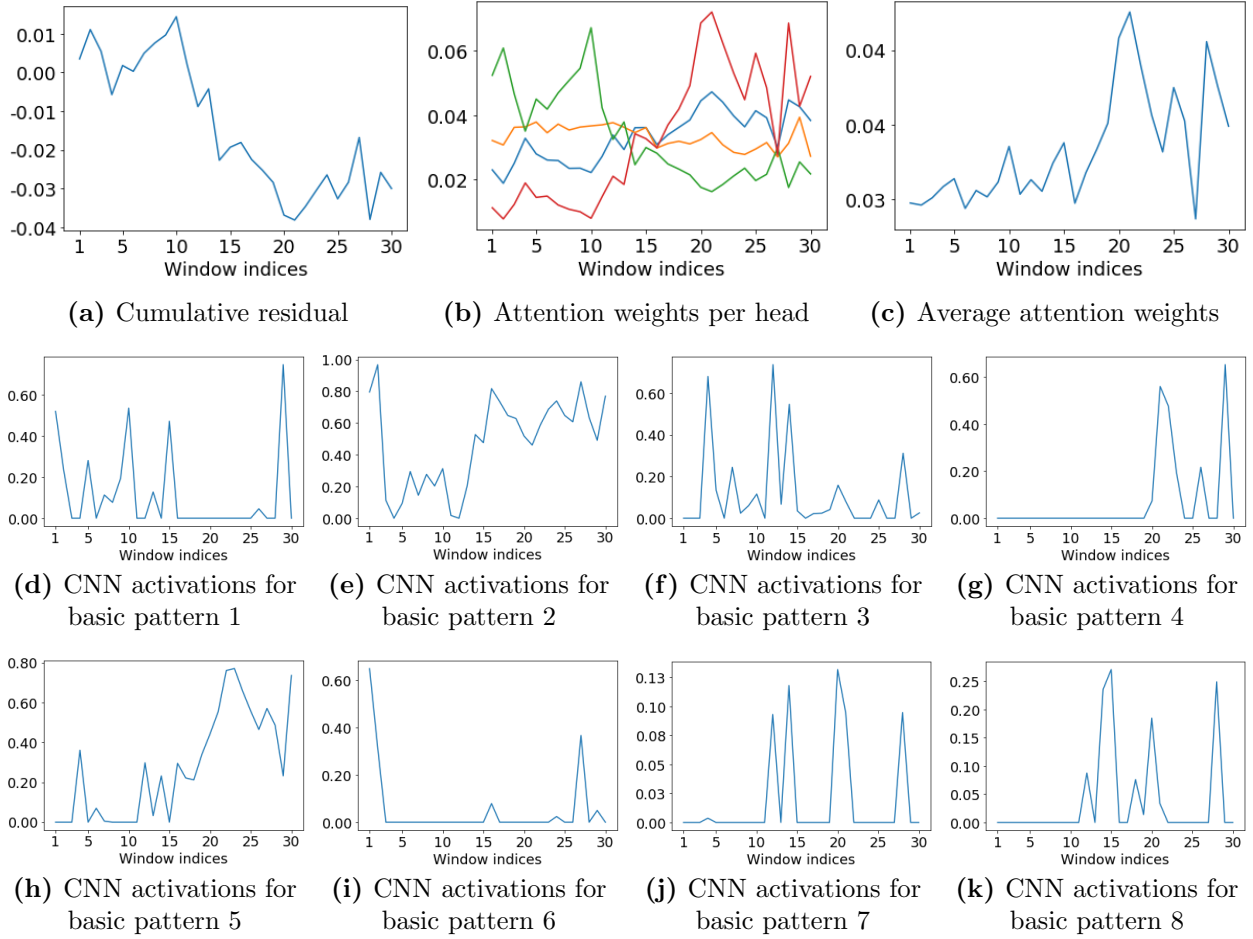 0.01
0.00
-0.01
-0.01
-0.02
-0.03
-0.03
-0.04
1 5 10 15 20 25 30
Window indices
(a) Cumulative residual
0.06
0.04
0.02
1 5 10 15 20 25 30
Window indices
(b) Attention weights per head
0.04
0.04
0.03
1 5 10 15 20 25 30
Window indices
(c) Average attention weights
0.60
0.40
0.20
0.00
1 5 10 15 20 25 30
Window indices
(d) CNN activations for
basic pattern 1
1.00
0.80
0.60
0.40
0.20
0.00
1 5 10 15 20 25 30
Window indices
(e) CNN activations for
basic pattern 2
0.60
0.40
0.20
0.00
1 5 10 15 20 25 30
Window indices
(f) CNN activations for
basic pattern 3
0.60
0.40
0.20
0.00
1 5 10 15 20 25 30
Window indices
(g) CNN activations for
basic pattern 4
0.80
0.60
0.40
0.20
0.00
1 5 10 15 20 25 30
Window indices
(h) CNN activations for
basic pattern 5
0.60
0.40
0.20
0.00
1 5 10 15 20 25 30
Window indices
(i) CNN activations for
basic pattern 6
0.13
0.10
0.08
0.05
0.03
0.00
1 5 10 15 20 25 30
Window indices
(j) CNN activations for
basic pattern 7
0.25
0.20
0.15
0.10
0.05
0.00
1 5 10 15 20 25 30
Window indices
(k) CNN activations for
basic pattern 8